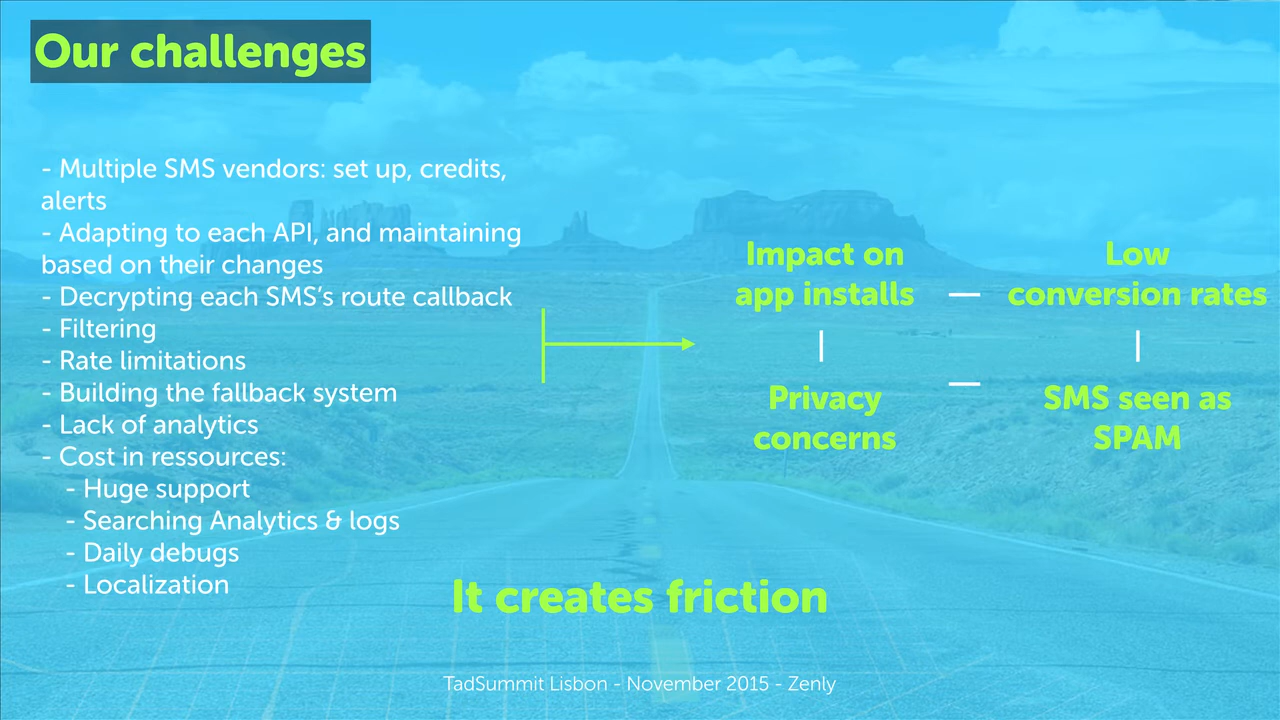 Our challenges
- Multiple SMS vendors: set up, credits,
alerts
- Adapting to each API, and maintaining
based on their changes
- Decrypting each SMS's route callback
- Filtering
- Rate limitations
- Building the fallback system
- Lack of analytics
- Cost in ressources:
- Huge support
- Searching Analytics & logs
- Daily debugs
- Localization
Impact on
app installs
Low
conversion rates
Privacy
concerns
SMS seen as
SPAM
It creates friction
TadSummit Lisbon - November 2015 - Zenly